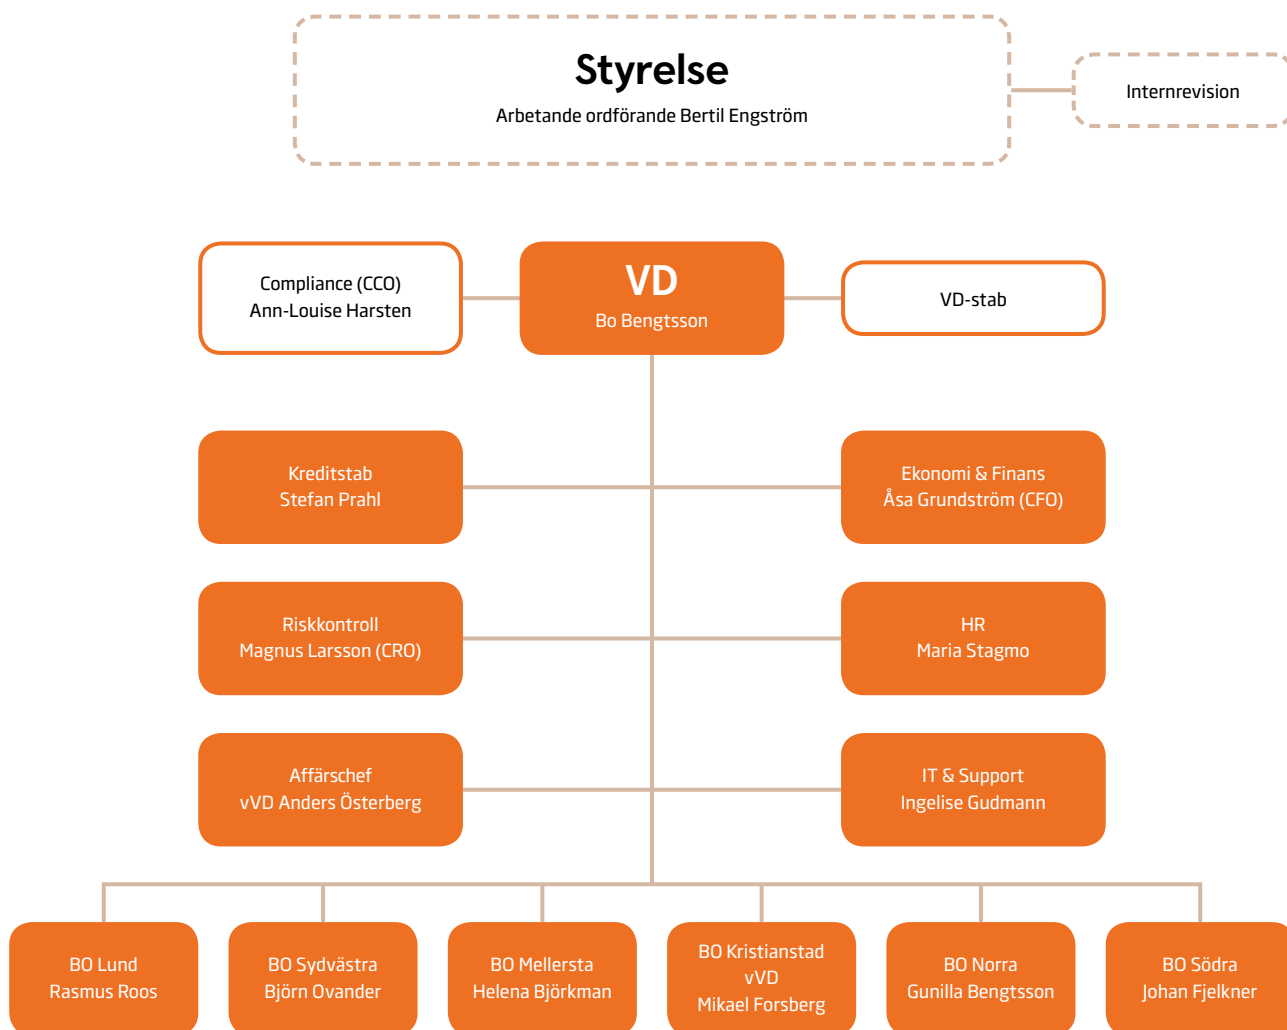 Styrelse
Arbetande ordförande Bertil Engström
Internrevision
Compliance (CCO)
Ann-Louise Harsten
VD
Bo Bengtsson
VD-stab
Kreditstab
Stefan Prahl
Ekonomi & Finans
Åsa Grundström (CFO)
Riskkontroll
Magnus Larsson (CRO)
HR
Maria Stagmo
Affärschef
vVD Anders Österberg
IT & Support
Ingelise Gudmann
BO Lund
Rasmus Roos
BO Sydvästra
Björn Ovander
BO Mellersta
Helena Björkman
BO Kristianstad
vVD
Mikael Forsberg
BO Norra
Gunilla Bengtsson
BO Södra
Johan Fjelkner